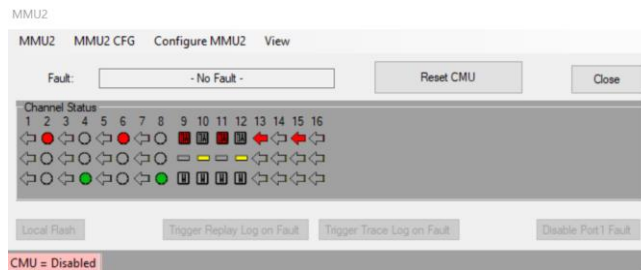 MMU2
MMU2 MMU2 CFG Configure MMU2 View
Fault: - No Fault - Reset CMU Close
Channel Status
1 2 3 4 5 6 7 8 9 10 11 12 13 14 15 16
Local Flash Trigger Replay Log on Fault Trigger Trace Log on Fault Disable Port1 Fault
CMU = Disabled